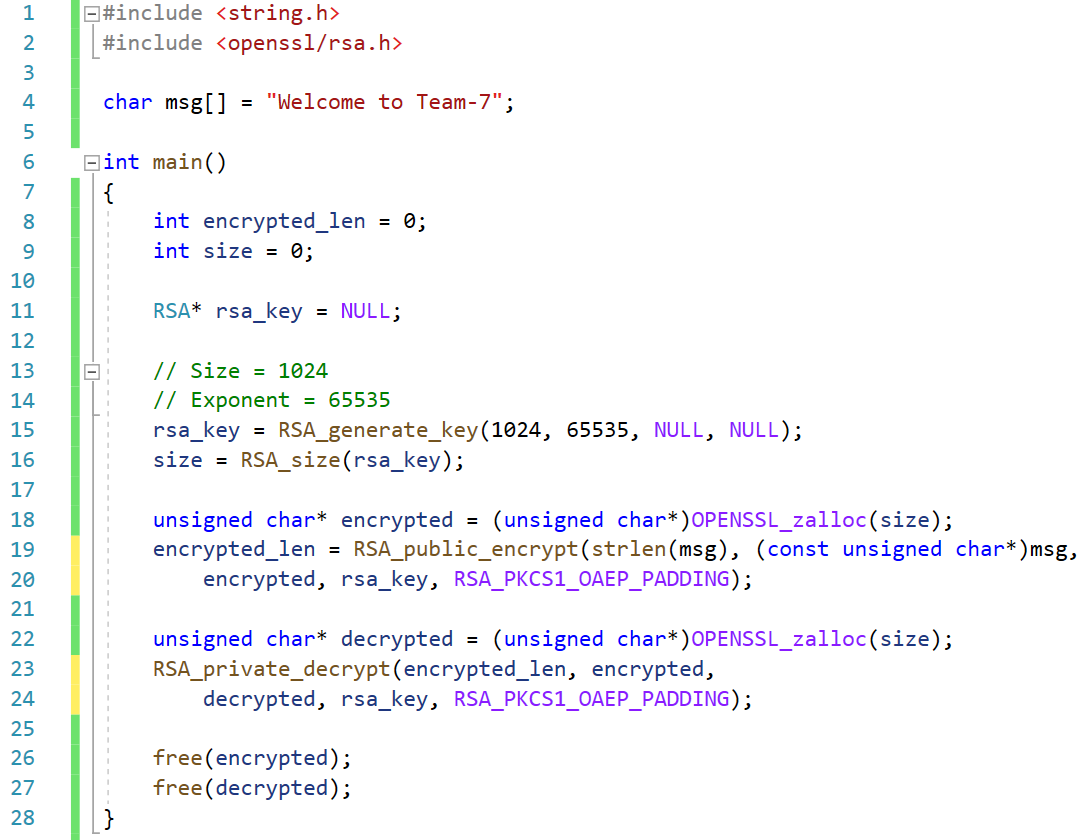 1 #include <string.h>
2 #include <openssl/rsa.h>
3
4 char msg[] = "Welcome to Team-7";
5
6 int main()
7 {
8     int encrypted_len = 0;
9     int size = 0;
10
11     RSA* rsa_key = NULL;
12
13     // Size = 1024
14     // Exponent = 65535
15     rsa_key = RSA_generate_key(1024, 65535, NULL, NULL);
16     size = RSA_size(rsa_key);
17
18     unsigned char* encrypted = (unsigned char*)OPENSSL_zalloc(size);
19     encrypted_len = RSA_public_encrypt(strlen(msg), (const unsigned char*)msg,
20         encrypted, rsa_key, RSA_PKCS1_OAEP_PADDING);
21
22     unsigned char* decrypted = (unsigned char*)OPENSSL_zalloc(size);
23     RSA_private_decrypt(encrypted_len, encrypted,
24         decrypted, rsa_key, RSA_PKCS1_OAEP_PADDING);
25
26     free(encrypted);
27     free(decrypted);
28 }